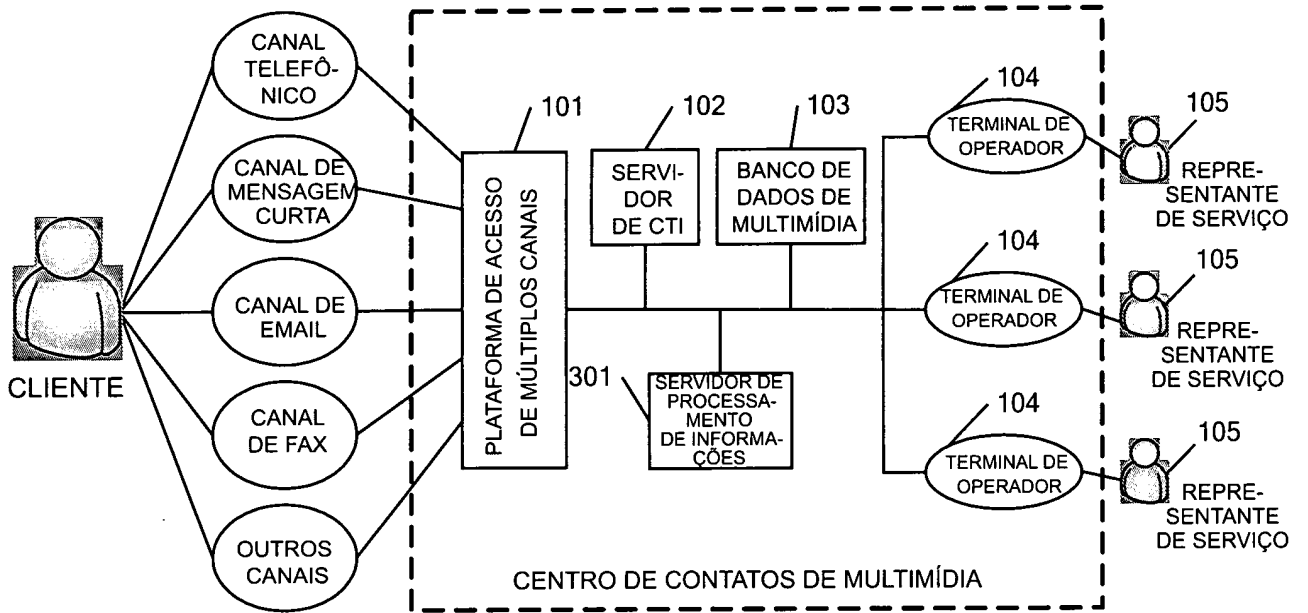 CANAL
TELEFÔ-
NICO
CANAL DE
MENSAGEM
CURTA
CANAL DE
EMAIL
CANAL
DE FAX
OUTROS
CANAIS
CLIENTE
101
PLATAFORMA DE ACESSO
DE MÚLTIPLOS CANAIS
102
SERVI-
DOR
DE CTI
103
BANCO DE
DADOS DE
MULTIMÍDIA
301
SERVIDOR DE
PROCESSA-
MENTO
DE INFORMA-
ÇÕES
104
TERMINAL DE
OPERADOR
105
REPRE-
SENTANTE
DE SERVIÇO
104
TERMINAL DE
OPERADOR
105
REPRE-
SENTANTE
DE SERVIÇO
104
TERMINAL DE
OPERADOR
105
REPRE-
SENTANTE
DE SERVIÇO
CENTRO DE CONTATOS DE MULTIMÍDIA